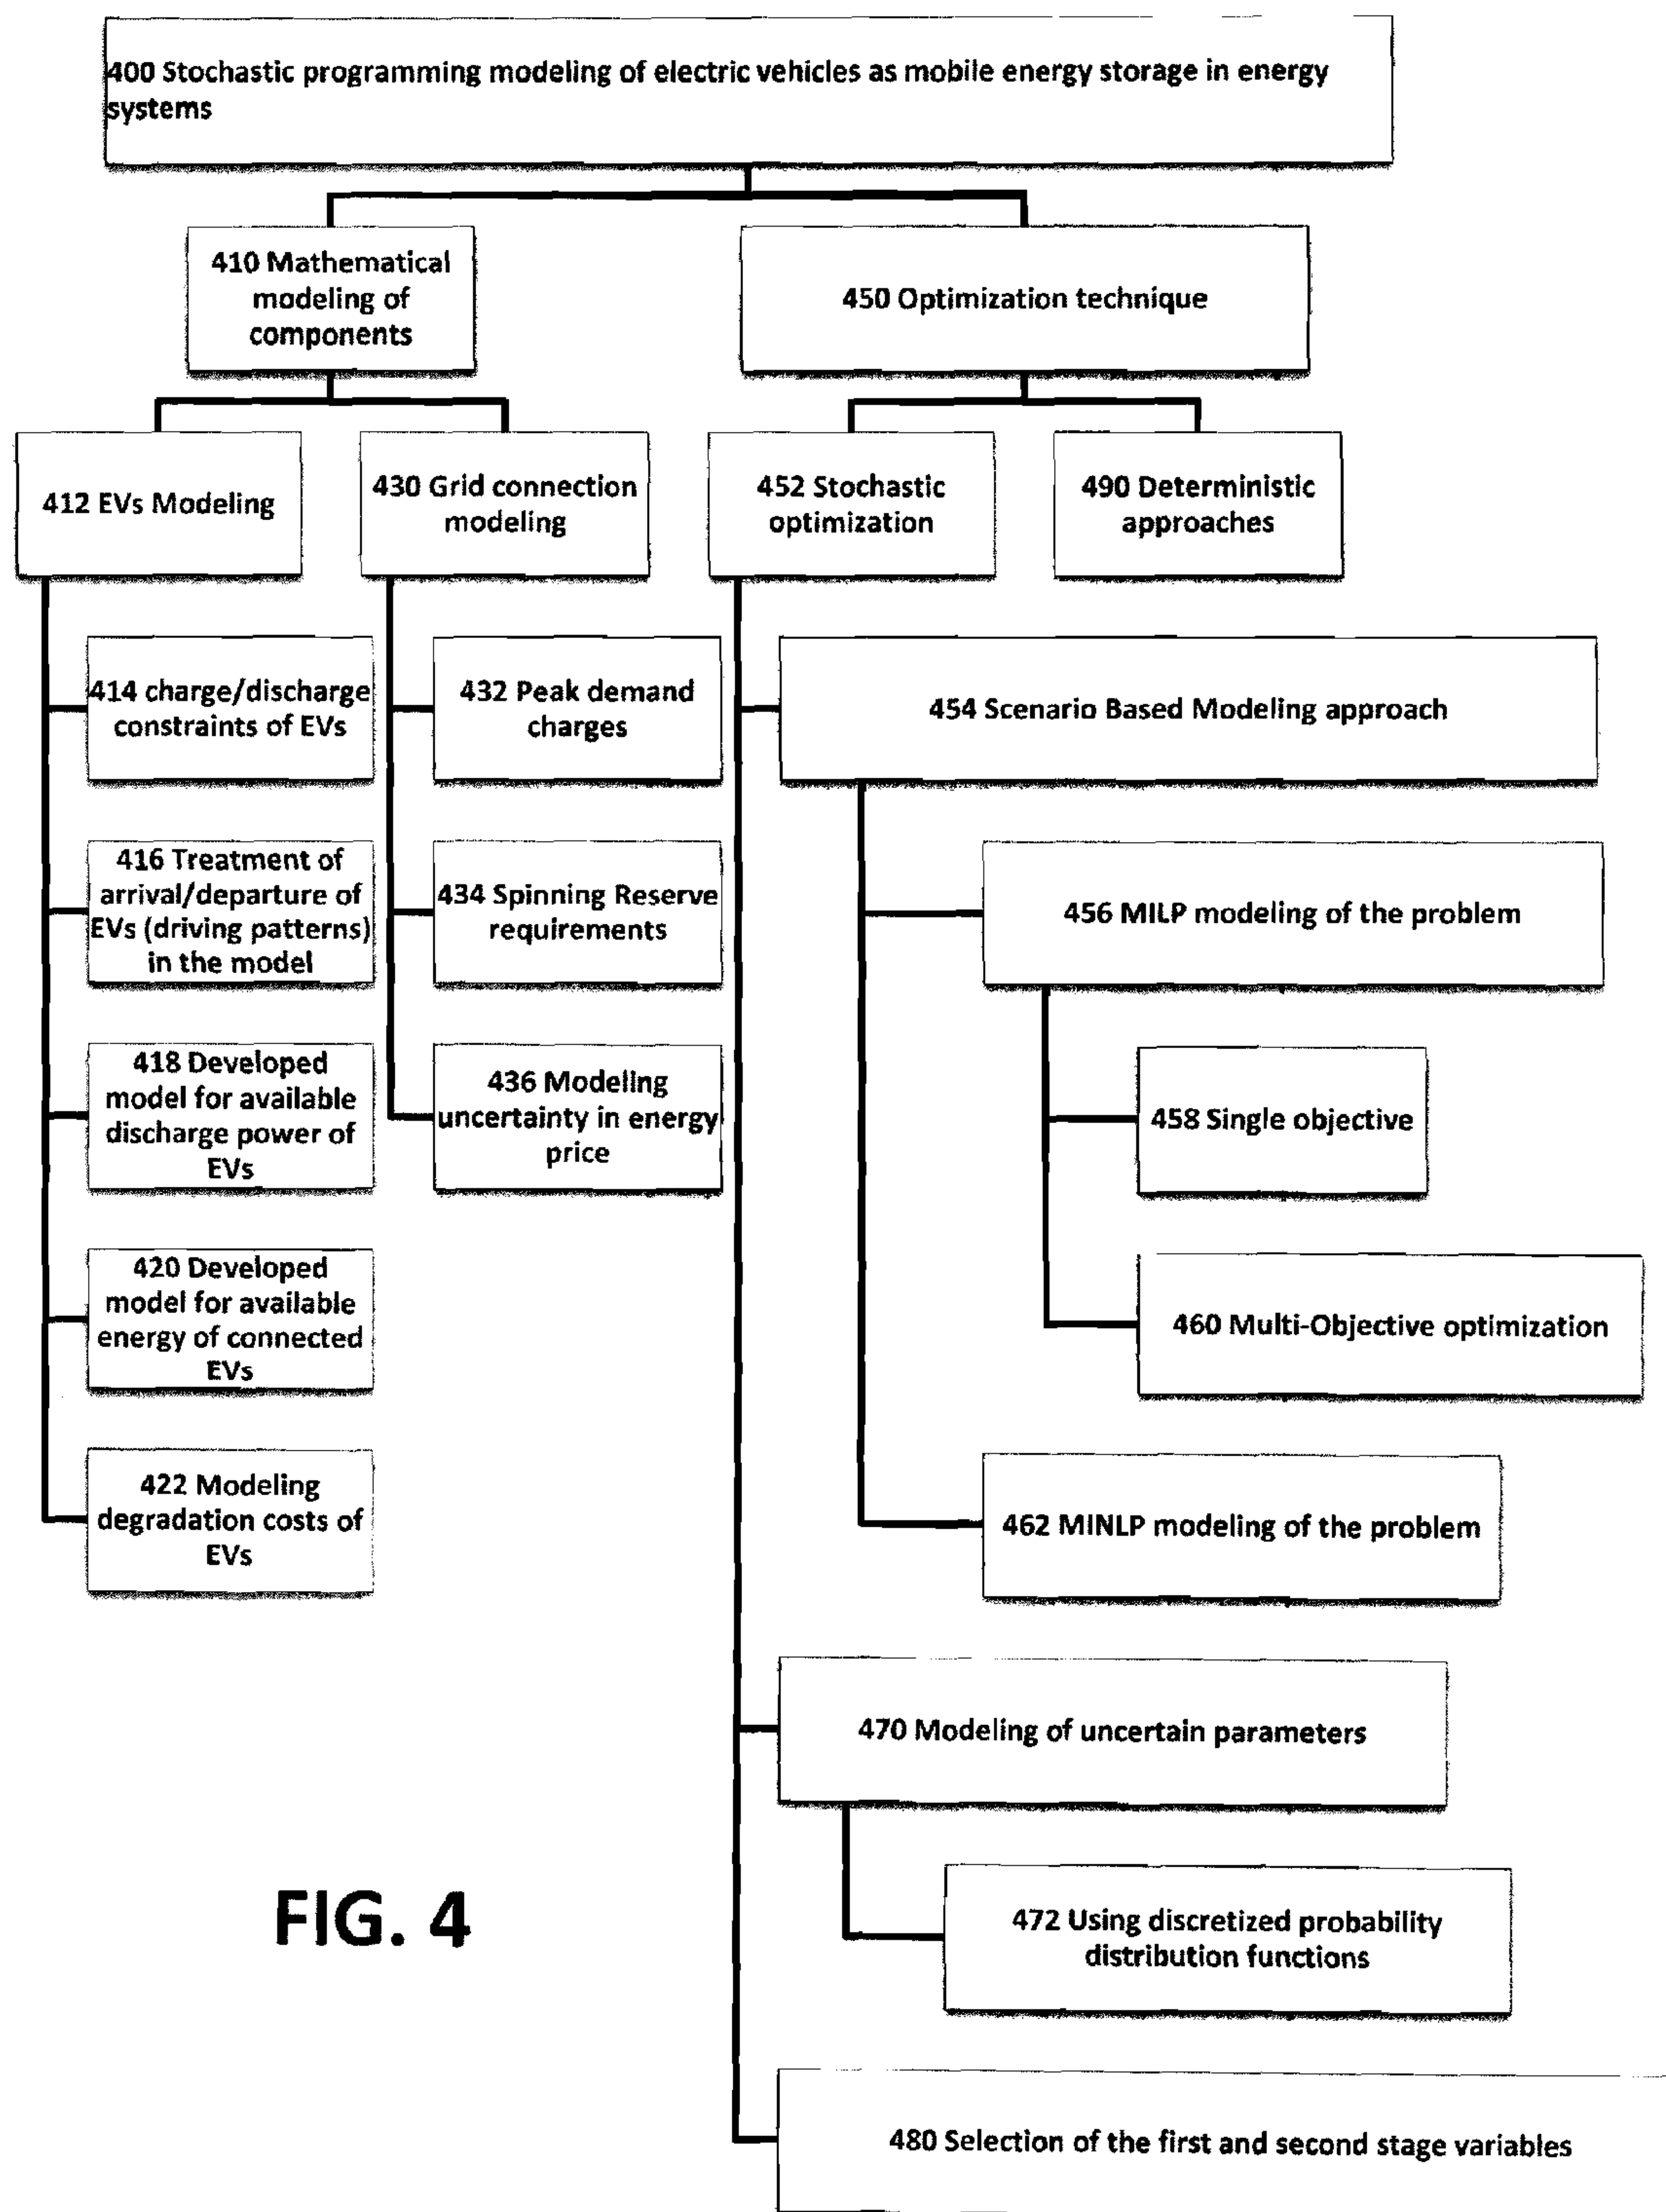 400 Stochastic programming modeling of electric vehicles as mobile energy storage in energy
systems
410 Mathematical
modeling of
components
450 Optimization technique
412 EVs Modeling
430 Grid connection
modeling
452 Stochastic
optimization
490 Deterministic
approaches
414 charge/discharge
constraints of EVs
432 Peak demand
charges
454 Scenario Based Modeling approach
416 Treatment of
arrival/departure of
EVs (driving patterns)
in the model
434 Spinning Reserve
requirements
456 MILP modeling of the problem
418 Developed
model for available
discharge power of
EVs
436 Modeling
uncertainty in energy
price
458 Single objective
420 Developed
model for available
energy of connected
EVs
460 Multi-Objective optimization
422 Modeling
degradation costs of
EVs
462 MINLP modeling of the problem
470 Modeling of uncertain parameters
472 Using discretized probability
distribution functions
FIG. 4
480 Selection of the first and second stage variables